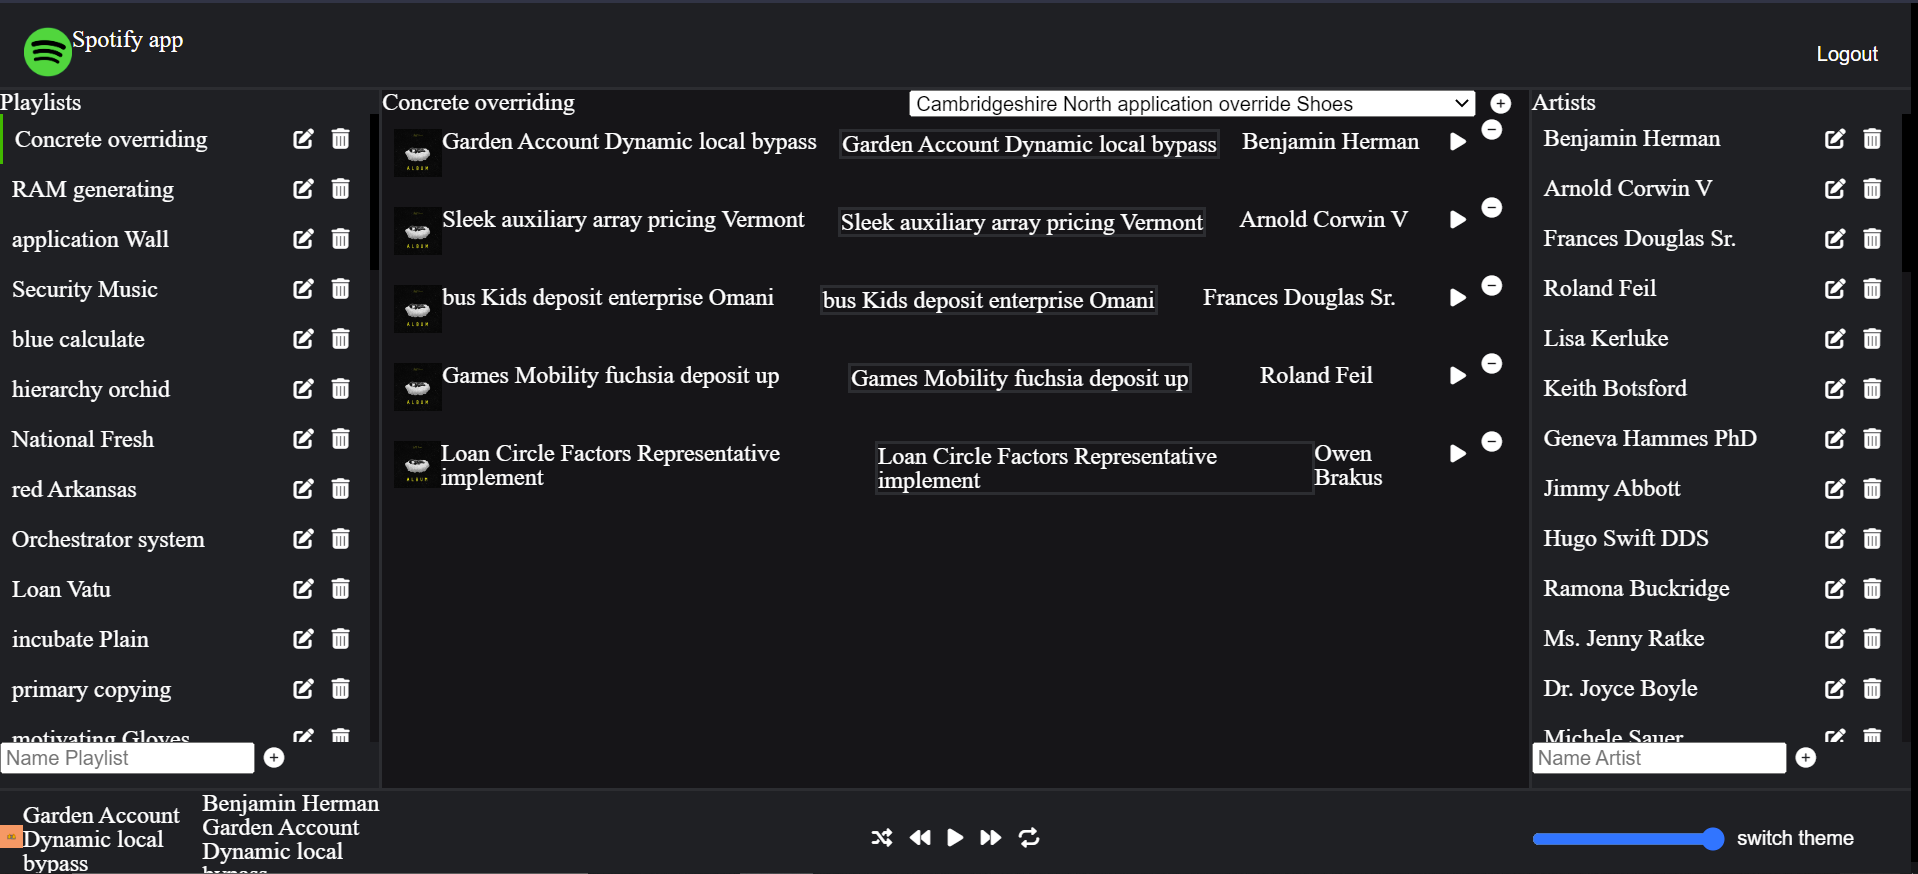 Spotify app
Logout
Playlists
Concrete overriding
RAM generating
application Wall
Security Music
blue calculate
hierarchy orchid
National Fresh
red Arkansas
Orchestrator system
Loan Vatu
incubate Plain
primary copying
motivating Gloves
Name Playlist
Concrete overriding
Cambridgeshire North application override Shoes
ALBUM
Garden Account Dynamic local bypass
Garden Account Dynamic local bypass
Benjamin Herman
ALBUM
Sleek auxiliary array pricing Vermont
Sleek auxiliary array pricing Vermont
Arnold Corwin V
ALBUM
bus Kids deposit enterprise Omani
bus Kids deposit enterprise Omani
Frances Douglas Sr.
ALBUM
Games Mobility fuchsia deposit up
Games Mobility fuchsia deposit up
Roland Feil
ALBUM
Loan Circle Factors Representative
implement
Loan Circle Factors Representative
implement
Owen
Brakus
Artists
Benjamin Herman
Arnold Corwin V
Frances Douglas Sr.
Roland Feil
Lisa Kerluke
Keith Botsford
Geneva Hammes PhD
Jimmy Abbott
Hugo Swift DDS
Ramona Buckridge
Ms. Jenny Ratke
Dr. Joyce Boyle
Michele Sauer
Name Artist
Garden Account
Dynamic local
bypass
Benjamin Herman
Garden Account
Dynamic local
bypass
switch theme